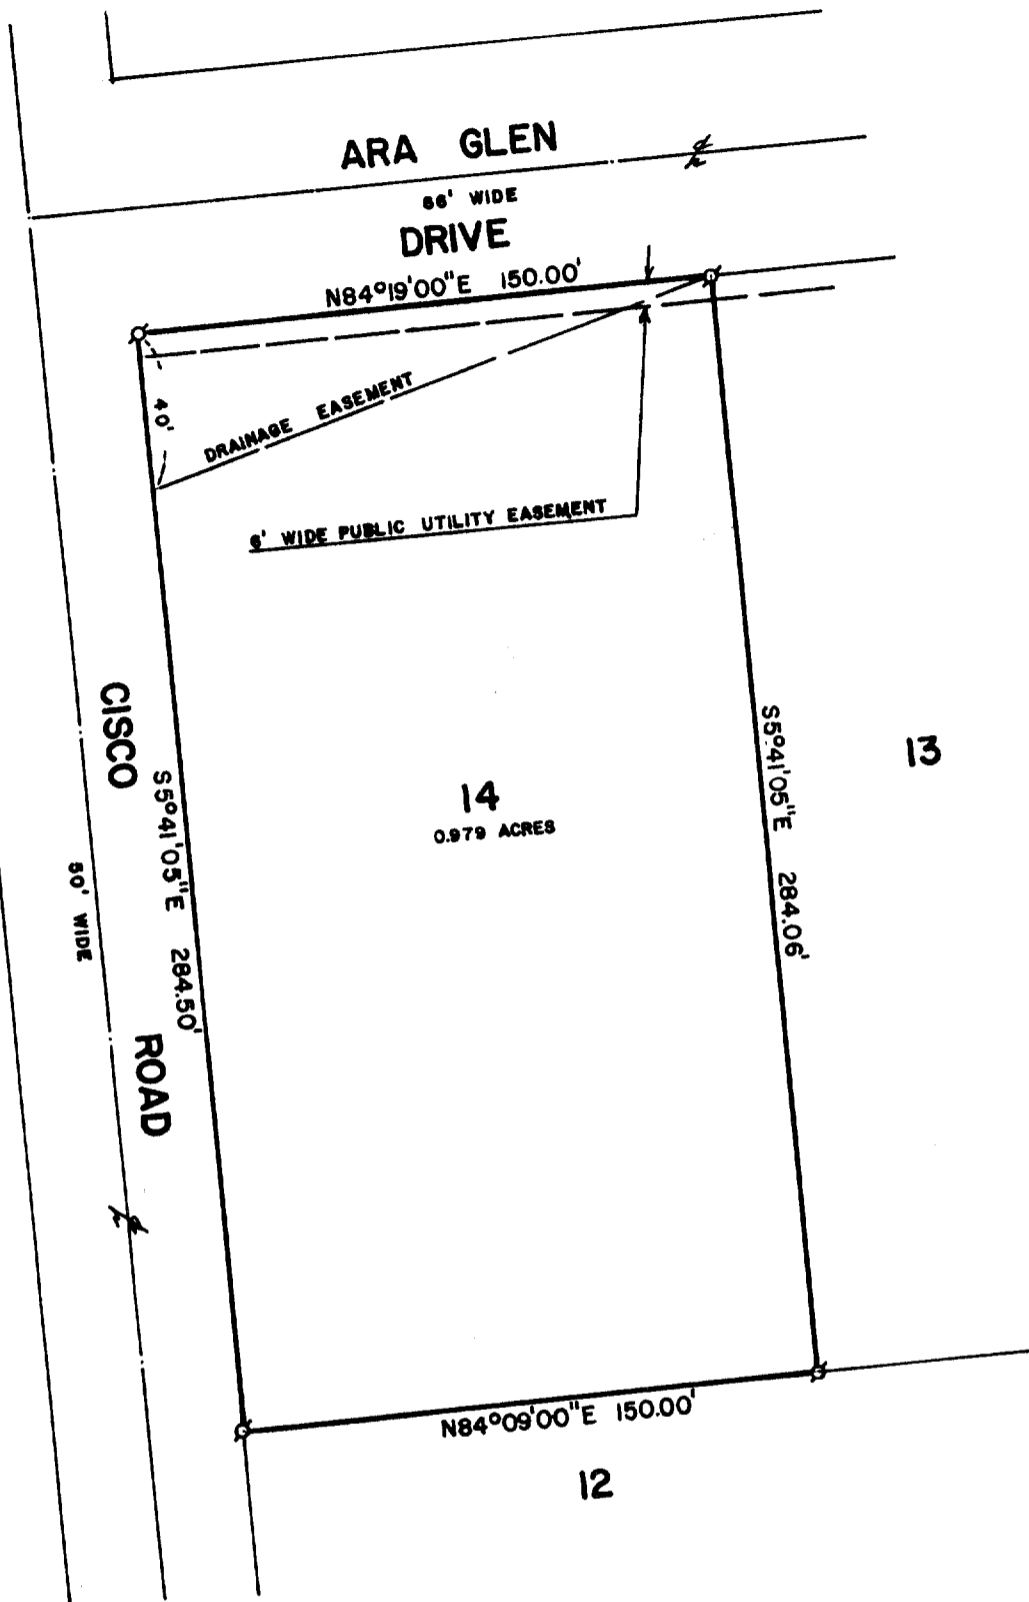 ARA GLEN
66' WIDE
DRIVE
N84°19'00"E 150.00'
40'
DRAINAGE EASEMENT
6' WIDE PUBLIC UTILITY EASEMENT
CISCO
50' WIDE
ROAD
S5°41'05"E 284.50'
14
0.979 ACRES
S5°41'05"E 284.06'
13
N84°09'00"E 150.00'
12